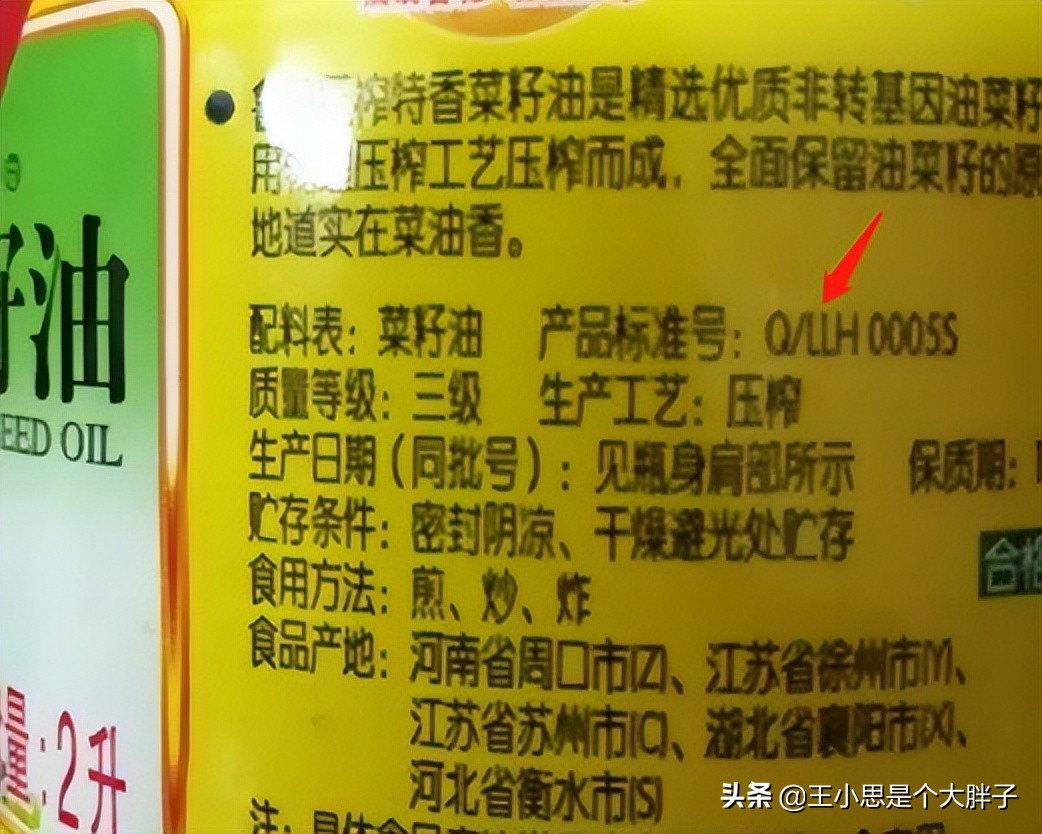 榨特香菜籽油是精选优质非转基因油菜籽
用 压榨工艺压榨而成，全面保留油菜籽的原
地道实在菜油香。
配料表：菜籽油 产品标准号：Q/LLH 0005S
质量等级：三级 生产工艺：压榨
生产日期（同批号）：见瓶身肩部所示 保质期：
贮存条件：密封阴凉、干燥避光处贮存
食用方法：煎、炒、炸
食品产地：河南省周口市(Z)、江苏省徐州市(Y)、
江苏省苏州市(C)、湖北省襄阳市(X)、
河北省衡水市(S)
籽油
EED OIL
：2升
头条 @王小思是个大胖子